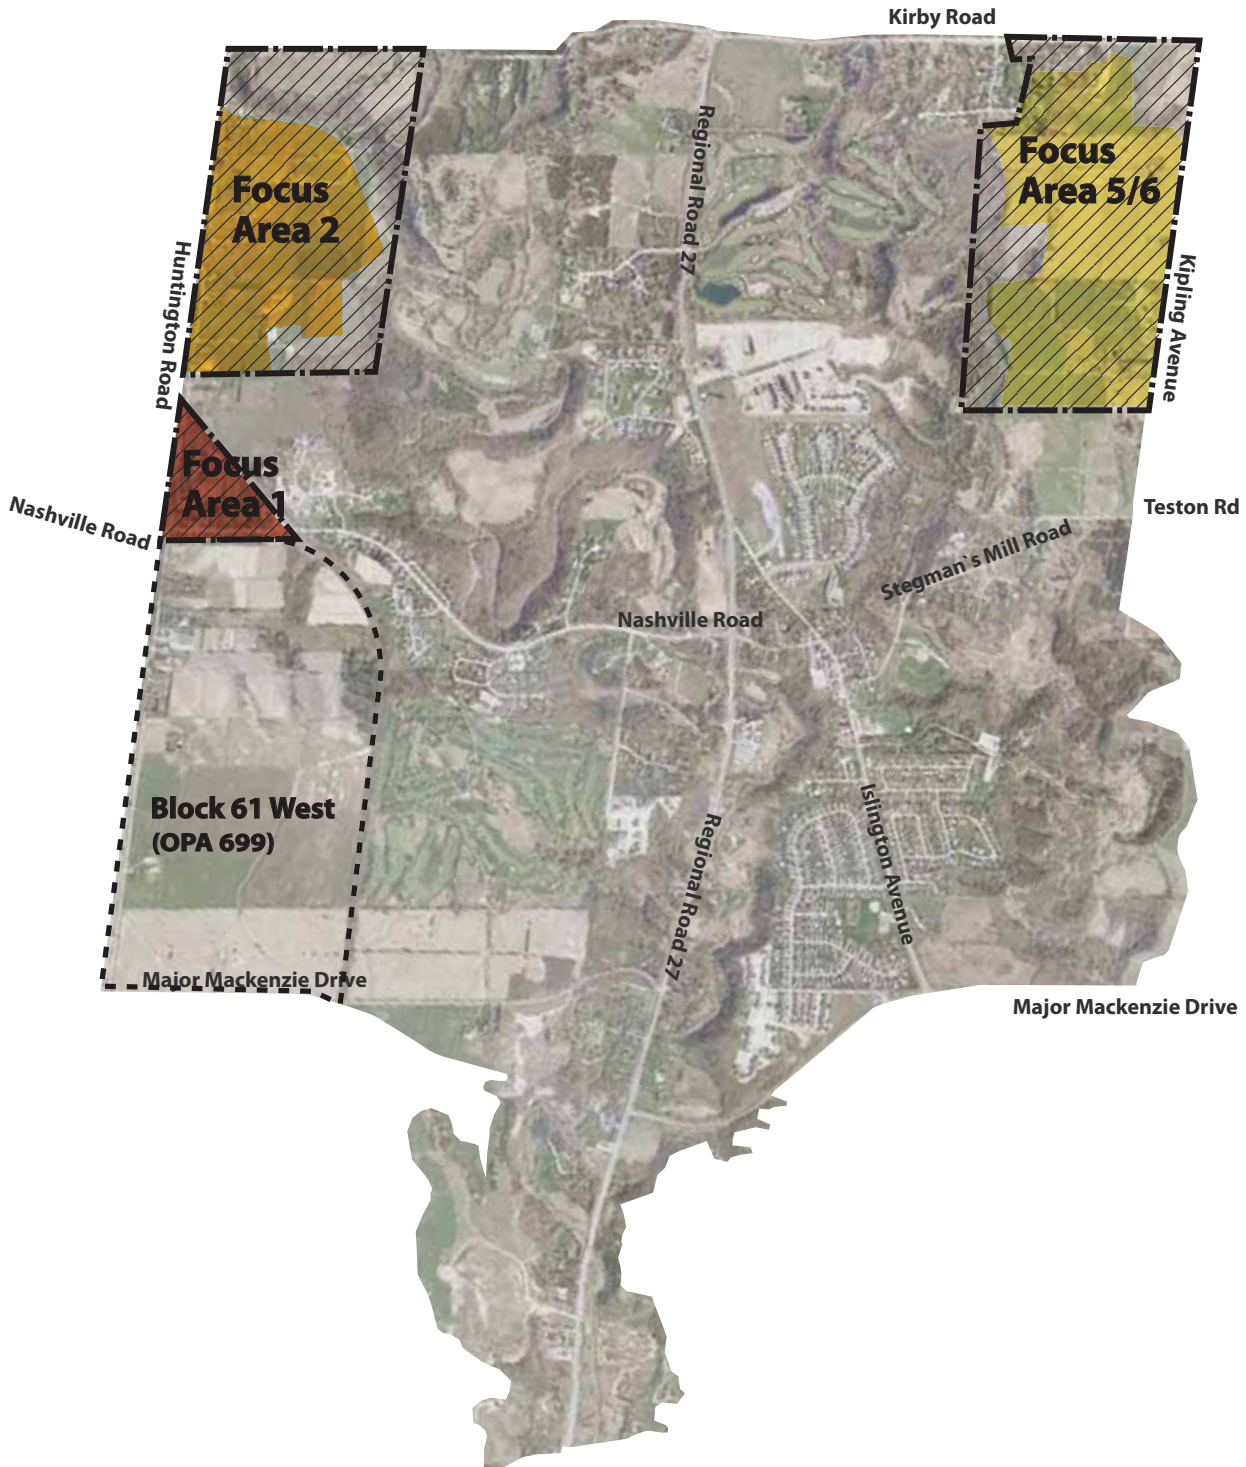 Kirby Road
Regional Road 27
Focus
Area 5/6
Focus
Area 2
Huntington Road
Kipling Avenue
Focus
Area 1
Nashville Road
Teston Rd
Stegman`s Mill Road
Nashville Road
Block 61 West
(OPA 699)
Islington Avenue
Regional Road 27
Major Mackenzie Drive
Major Mackenzie Drive